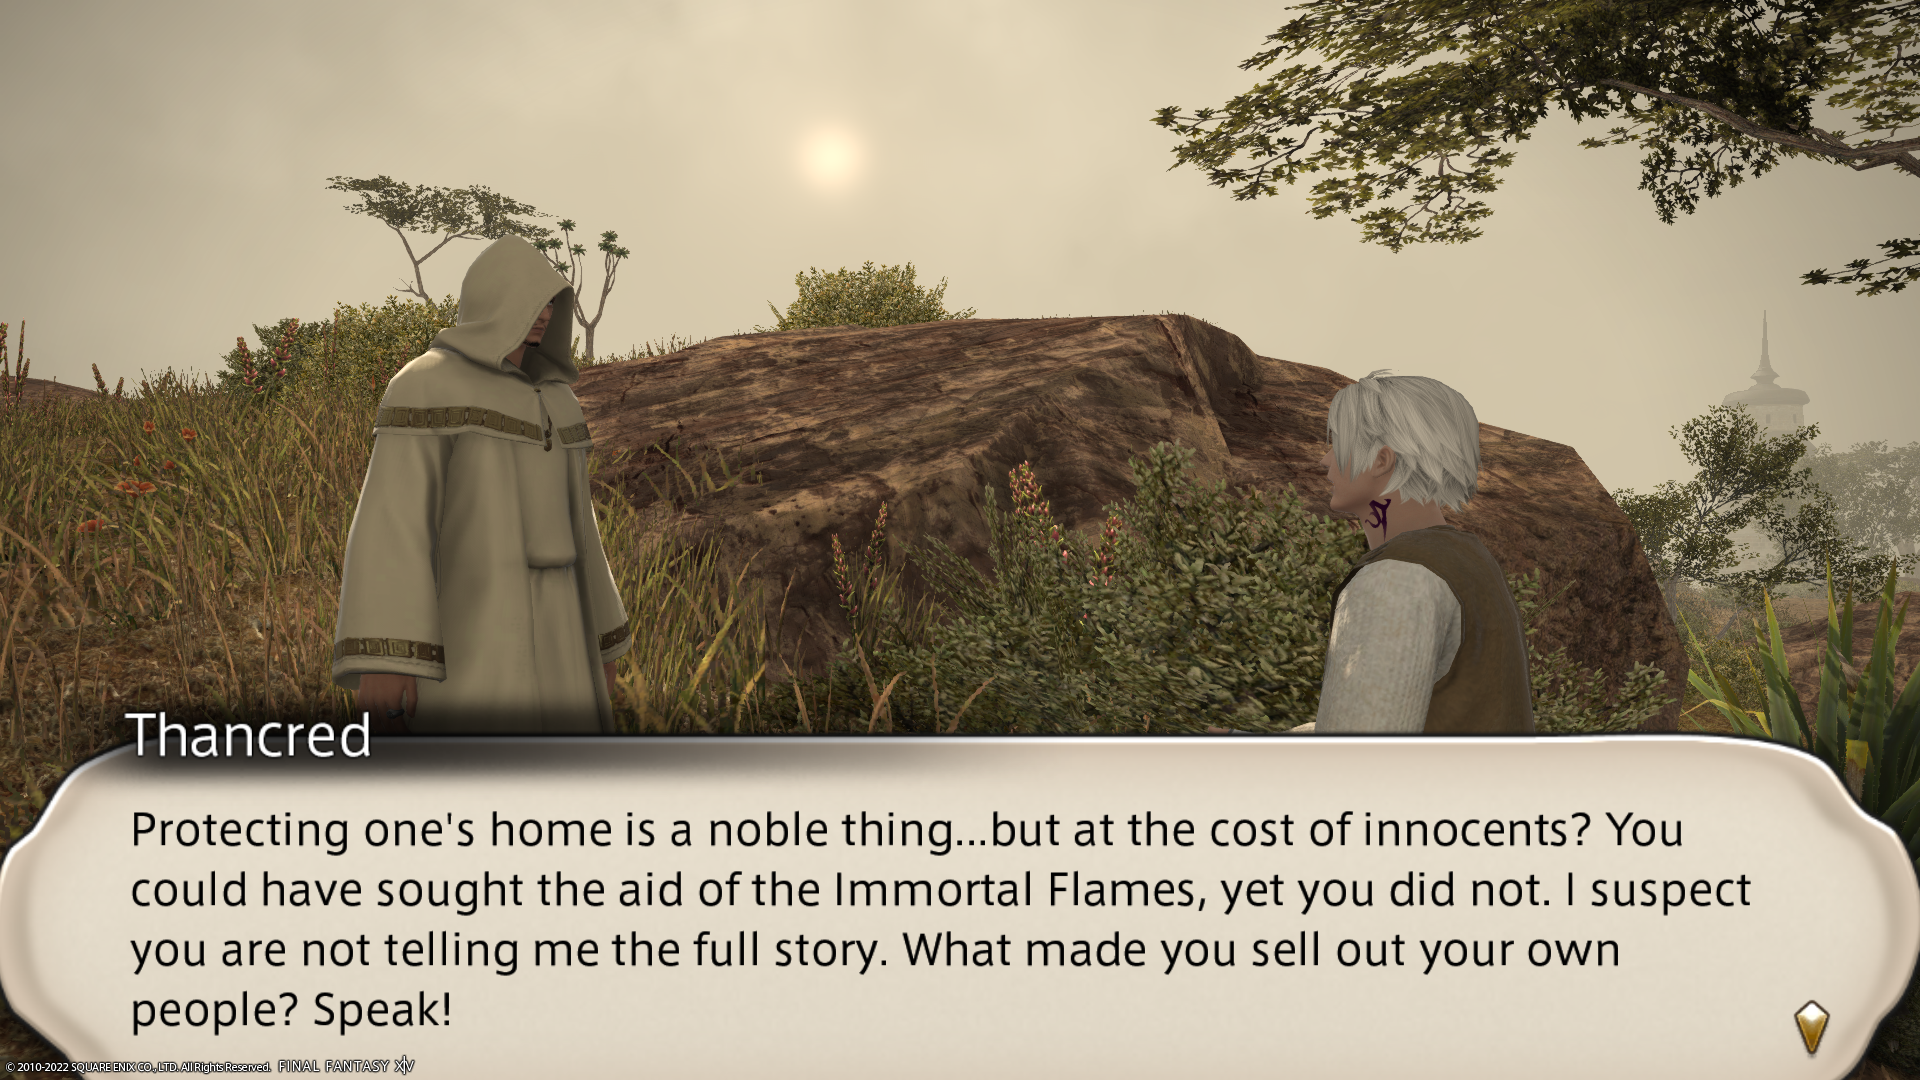 Thancred
Protecting one's home is a noble thing...but at the cost of innocents? You
could have sought the aid of the Immortal Flames, yet you did not. I suspect
you are not telling me the full story. What made you sell out your own
people? Speak!
© 2010-2022 SQUARE ENIX CO., LTD. All Rights Reserved. FINAL FANTASY XIV